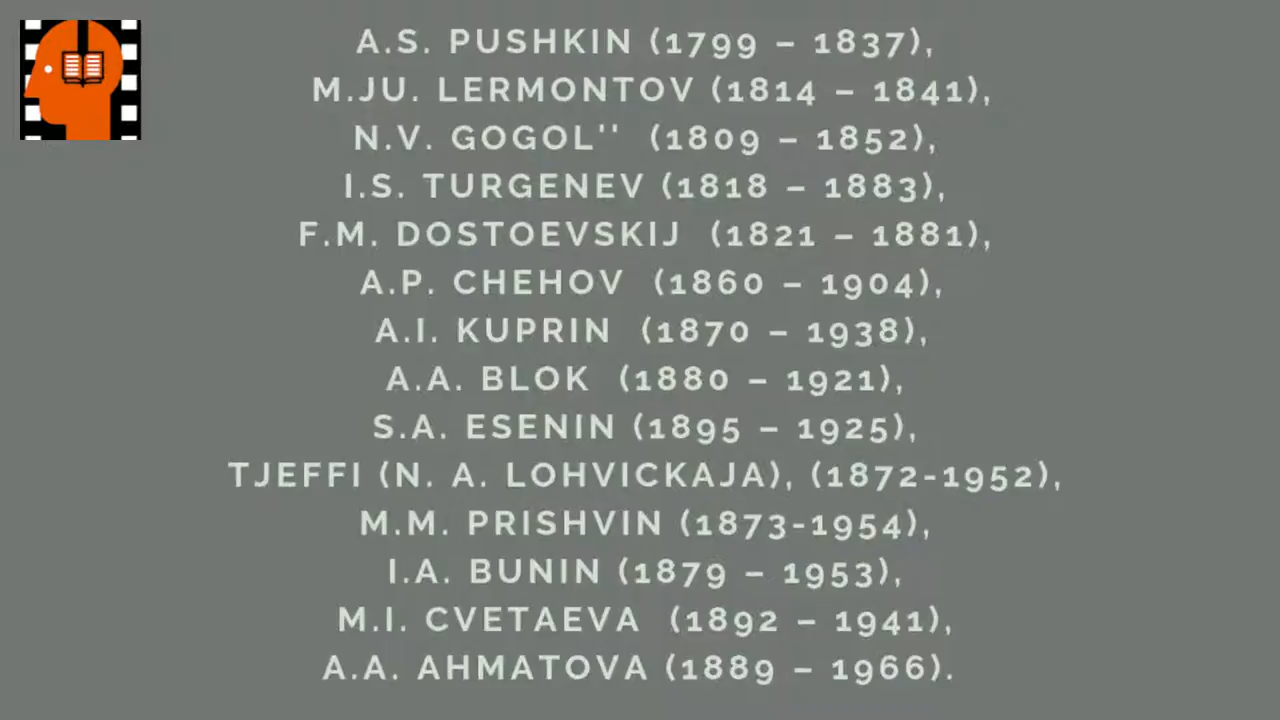 A.S. PUSHKIN (1799 – 1837),
M.JU. LERMONTOV (1814 – 1841),
N.V. GOGOL'' (1809 – 1852),
I.S. TURGENEV (1818 – 1883),
F.M. DOSTOEVSKIJ (1821 – 1881),
A.P. CHEHOV (1860 – 1904),
A.I. KUPRIN (1870 – 1938),
A.A. BLOK (1880 – 1921),
S.A. ESENIN (1895 – 1925),
TJEFFI (N. A. LOHVICKAJA), (1872-1952),
M.M. PRISHVIN (1873-1954),
I.A. BUNIN (1879 – 1953),
M.I. CVETAEVA (1892 – 1941),
A.A. AHMATOVA (1889 – 1966).